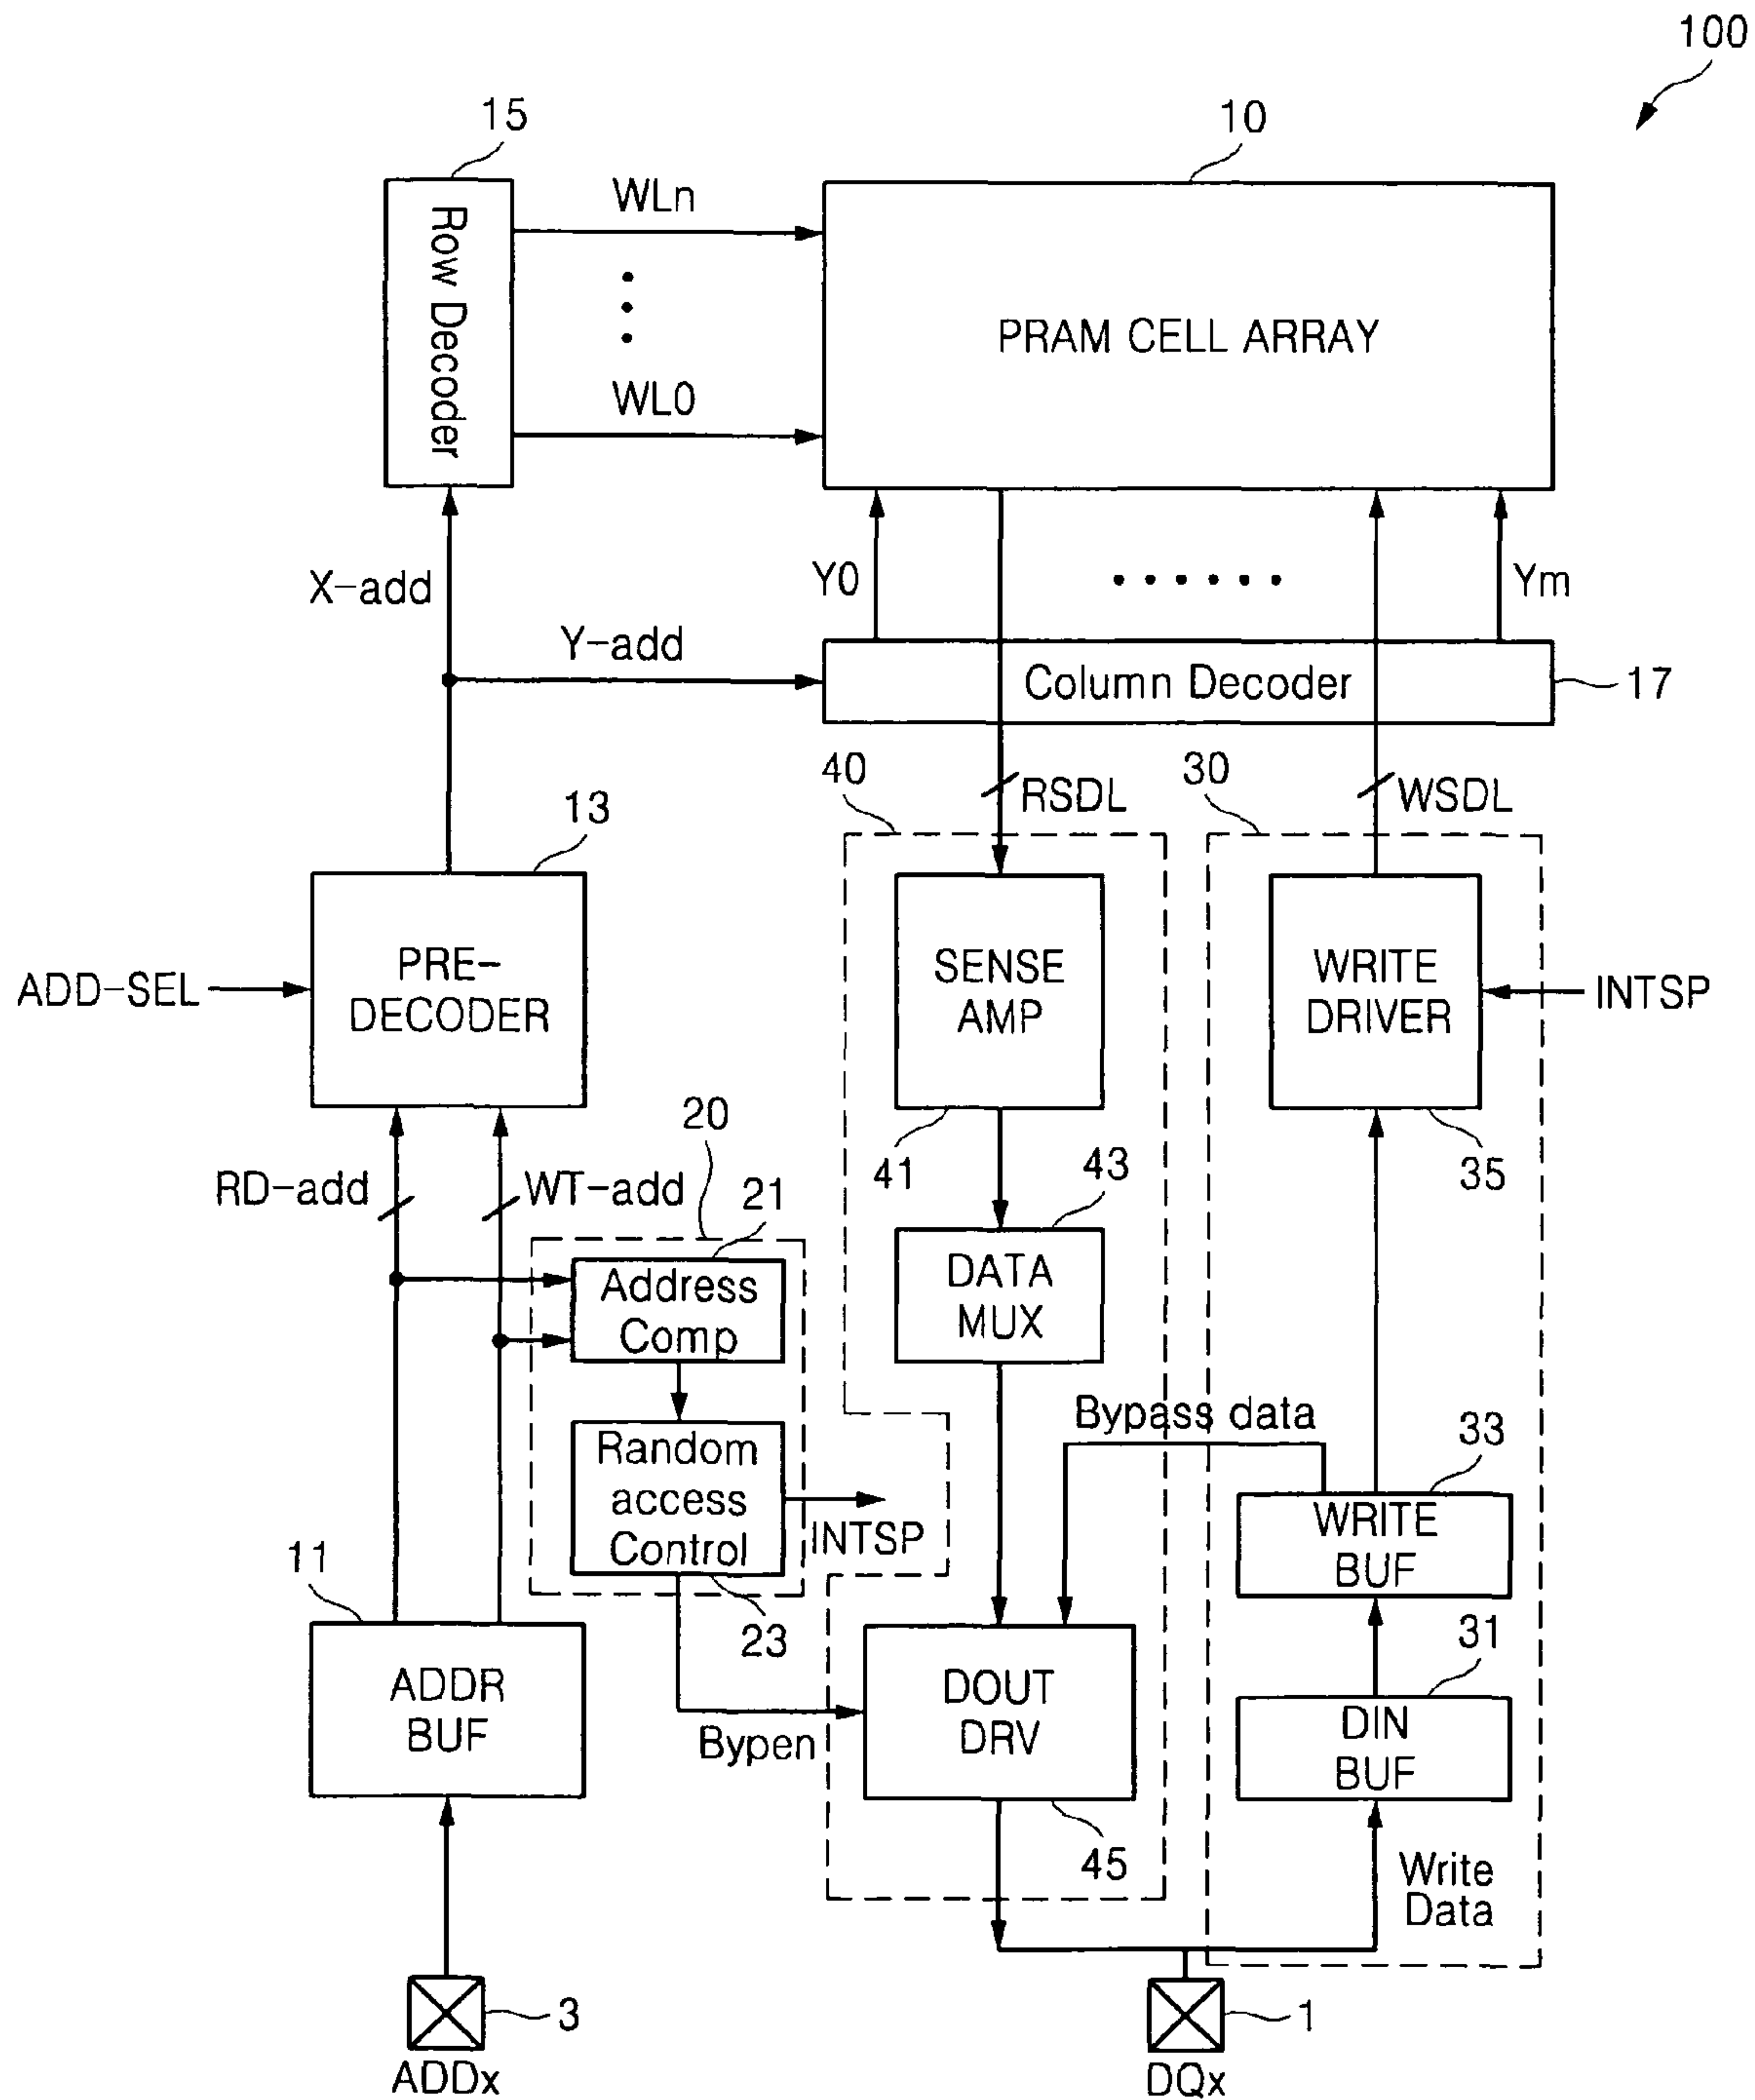 100
15
10
WLn
Row Decoder
PRAM CELL ARRAY
WL0
X-add
Y0
Ym
Y-add
Column Decoder
17
40
30
RSDL
WSDL
13
PRE-
DECODER
ADD-SEL
SENSE
AMP
WRITE
DRIVER
INTSP
20
41
43
35
RD-add
WT-add
21
Address
Comp
DATA
MUX
Bypass data
33
Random
access
Control
INTSP
WRITE
BUF
11
23
31
ADDR
BUF
DOUT
DRV
DIN
BUF
Bypen
45
Write
Data
3
1
ADDx
DQx